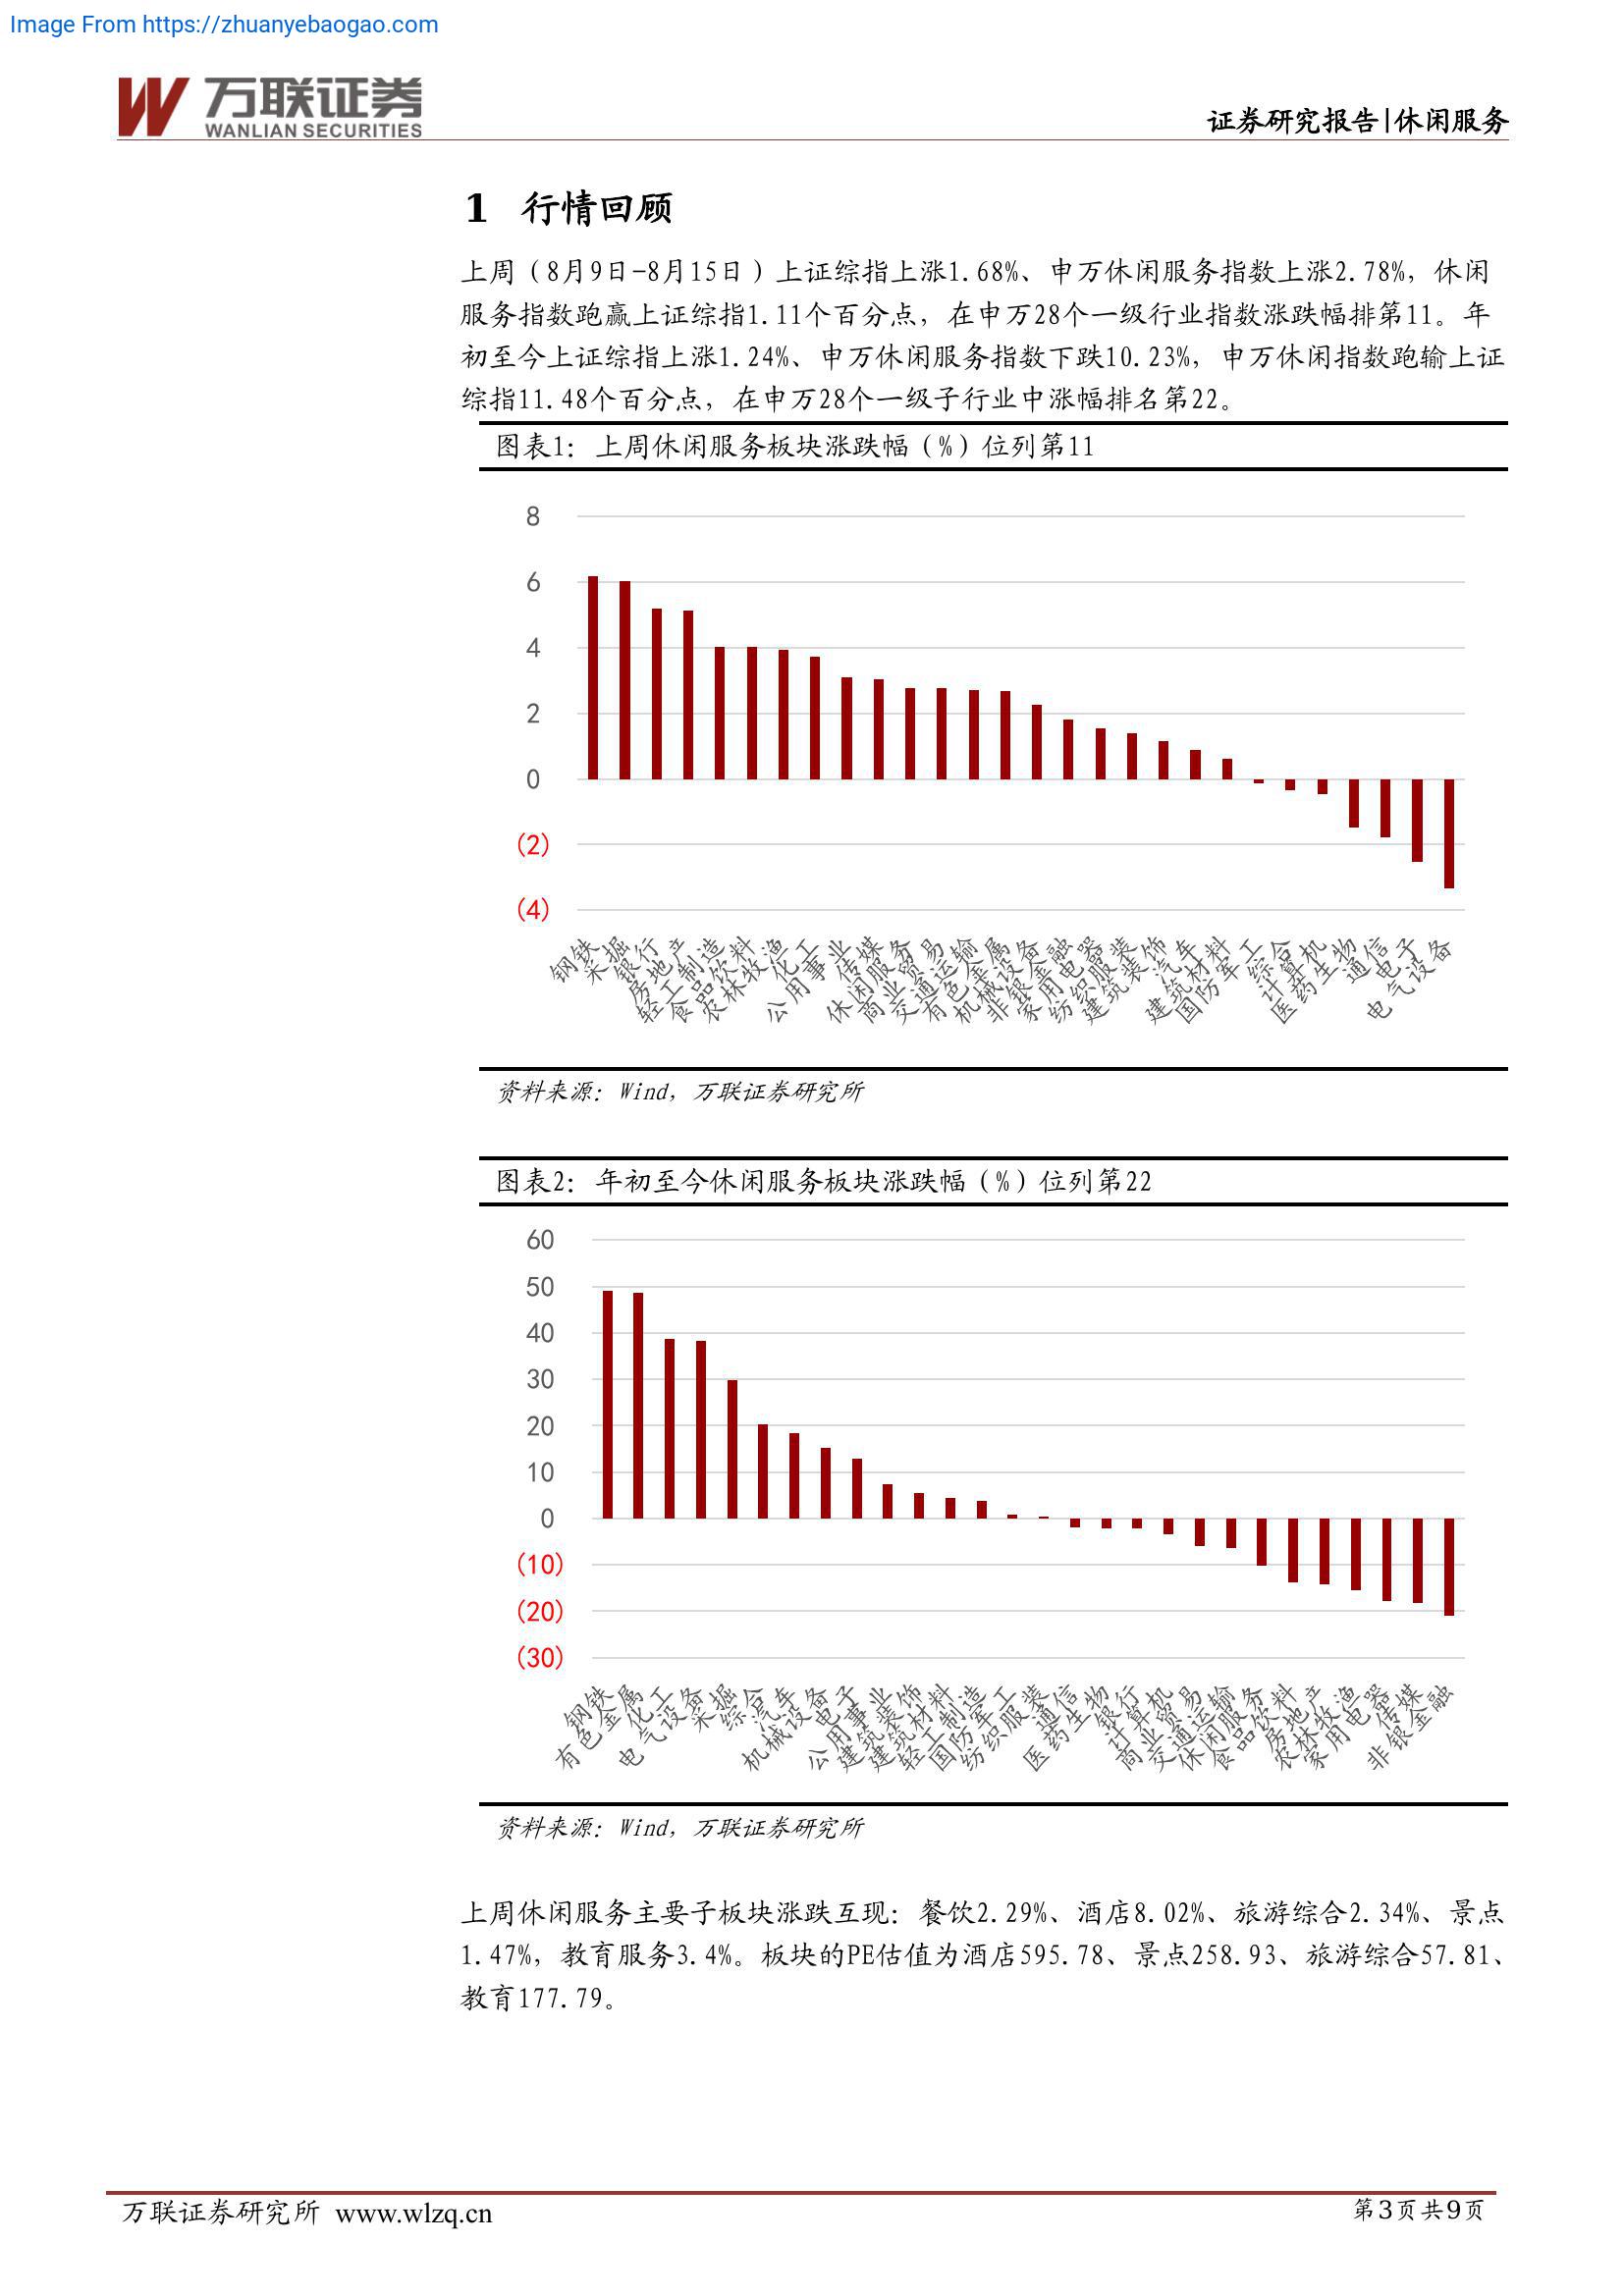 Image From https://zhuanyebaogao.com
万联证券
WANLIAN SECURITIES
证券研究报告|休闲服务
1 行情回顾
上周（8月9日-8月15日）上证综指上涨1.68%、申万休闲服务指数上涨2.78%，休闲
服务指数跑赢上证综指1.11个百分点，在申万28个一级行业指数涨跌幅排第11。年
初至今上证综指上涨1.24%、申万休闲服务指数下跌10.23%，申万休闲指数跑输上证
综指11.48个百分点，在申万28个一级子行业中涨幅排名第22。
图表1：上周休闲服务板块涨跌幅（%）位列第11
8
6
4
2
0
(2)
(4)
钢铁
采掘
银行
房地产
轻工制造
食品饮料
农林牧渔
化工
公用事业
传媒
休闲服务
商业贸易
交通运输
有色金属
机械设备
非银金融
家用电器
纺织服装
建筑装饰
汽车
建筑材料
国防军工
综合
计算机
医药生物
通信
电子
电气设备
资料来源：Wind，万联证券研究所
图表2：年初至今休闲服务板块涨跌幅（%）位列第22
60
50
40
30
20
10
0
(10)
(20)
(30)
钢铁
有色金属
化工
电气设备
采掘
综合
汽车
机械设备
电子
公用事业
建筑装饰
建筑材料
轻工制造
国防军工
纺织服装
通信
医药生物
银行
计算机
商业贸易
交通运输
休闲服务
食品饮料
房地产
农林牧渔
家用电器
传媒
非银金融
资料来源：Wind，万联证券研究所
上周休闲服务主要子板块涨跌互现：餐饮2.29%、酒店8.02%、旅游综合2.34%、景点
1.47%，教育服务3.4%。板块的PE估值为酒店595.78、景点258.93、旅游综合57.81、
教育177.79。
万联证券研究所 www.wlzq.cn
第3页共9页